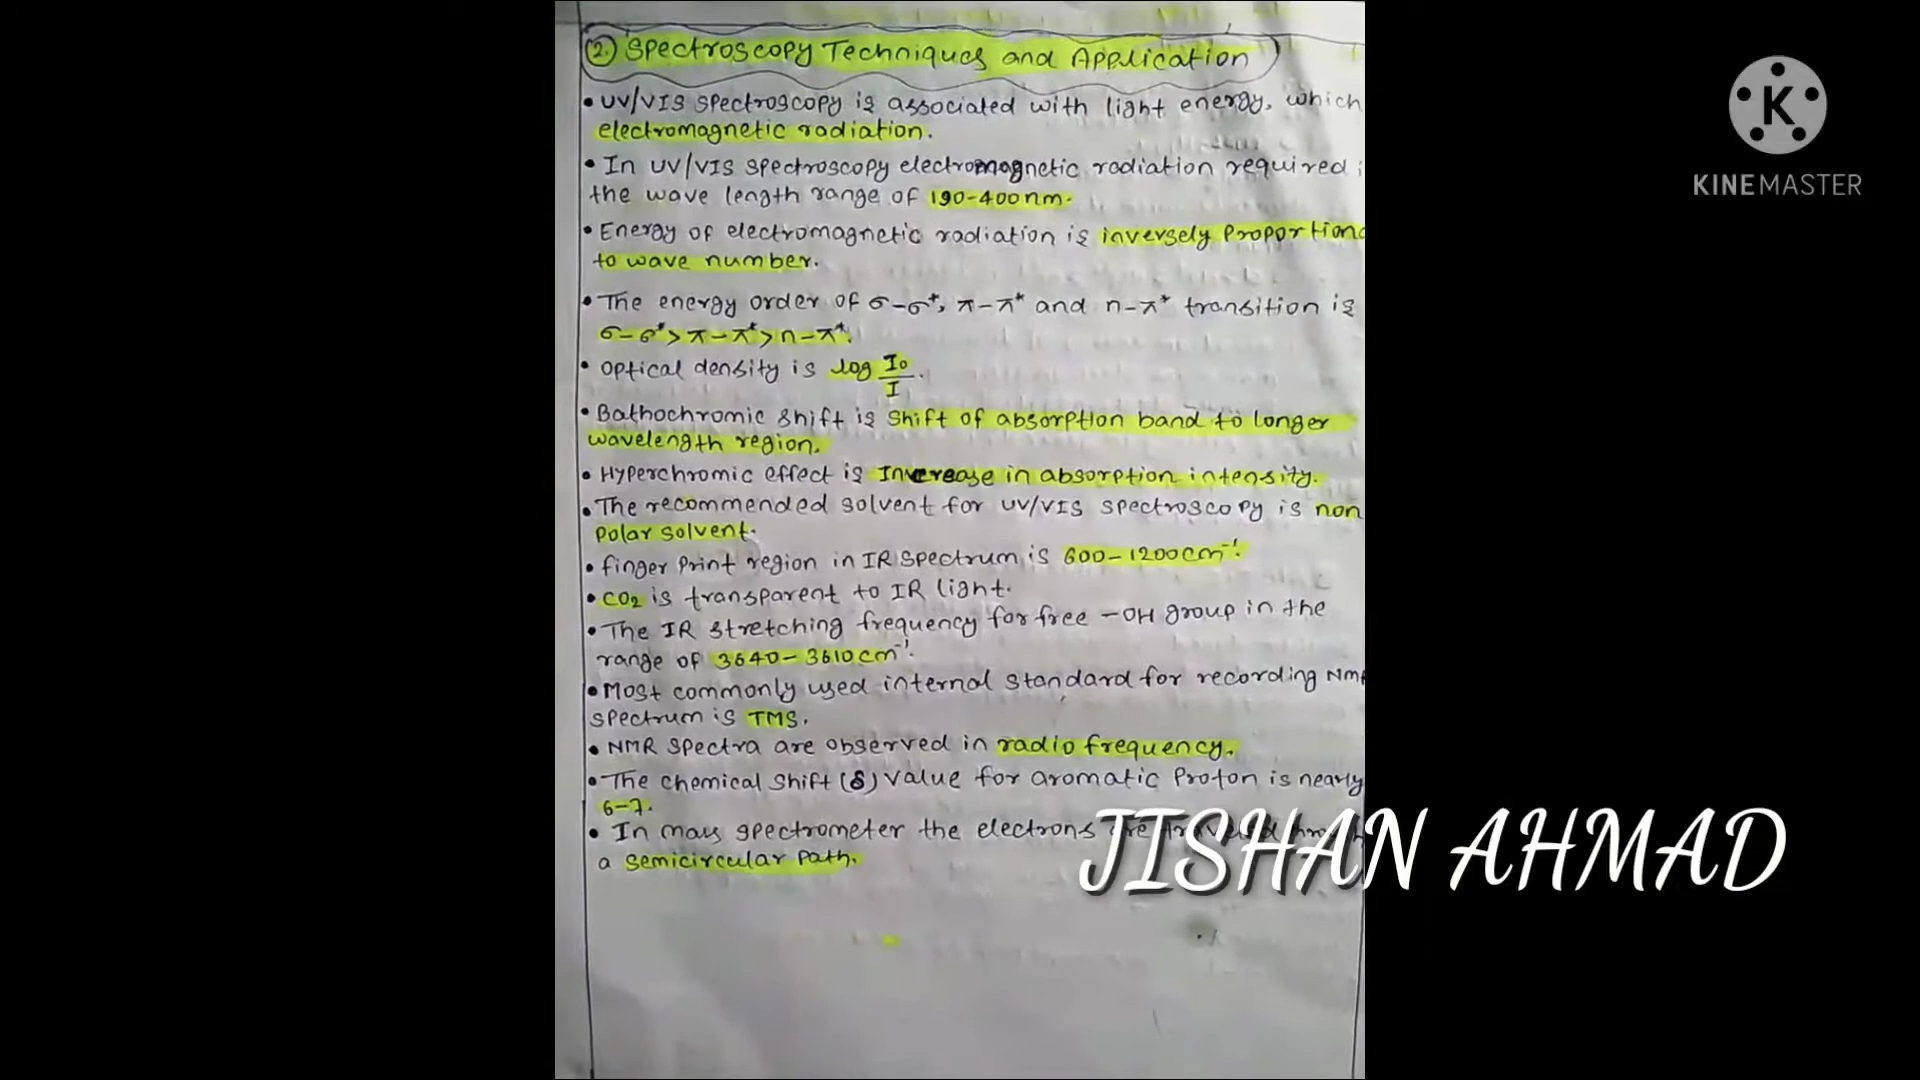 2. Spectroscopy Techniques and Application
• UV/VIS spectroscopy is associated with light energy, which
electromagnetic radiation.
• In UV/VIS spectroscopy electromagnetic radiation required
the wave length range of 190-400nm.
• Energy of electromagnetic radiation is inversely proportiona
to wave number.
• The energy order of σ-σ*, π-π* and n-π* transition is
σ-σ* > π-π* > n-π*.
• Optical density is log I₀/I.
• Bathochromic shift is shift of absorption band to longer
wavelength region.
• Hyperchromic effect is Increase in absorption intensity.
• The recommended solvent for UV/VIS spectroscopy is non
polar solvent.
• finger print region in IR spectrum is 600-1200cm⁻¹.
• CO₂ is transparent to IR light.
• The IR stretching frequency for free -OH group in the
range of 3640-3610cm⁻¹.
• Most commonly used internal standard for recording NMR
spectrum is TMS.
• NMR spectra are observed in radio frequency.
• The chemical shift (δ) value for aromatic proton is nearly
6-7.
• In mass spectrometer the electrons are
a semicircular path.
K
KINEMASTER
JISHAN AHMAD